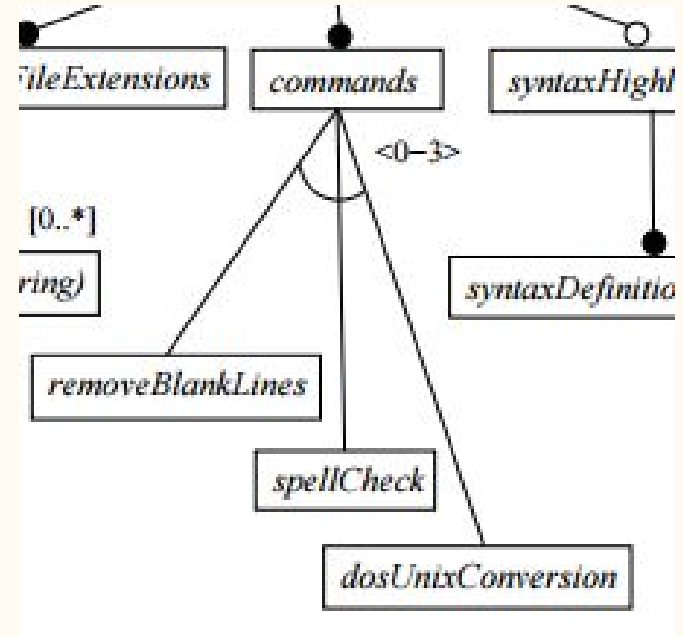 FileExtensions
commands
syntaxHighl
<0–3>
[0..*]
ring)
syntaxDefinitio
removeBlankLines
spellCheck
dosUnixConversion